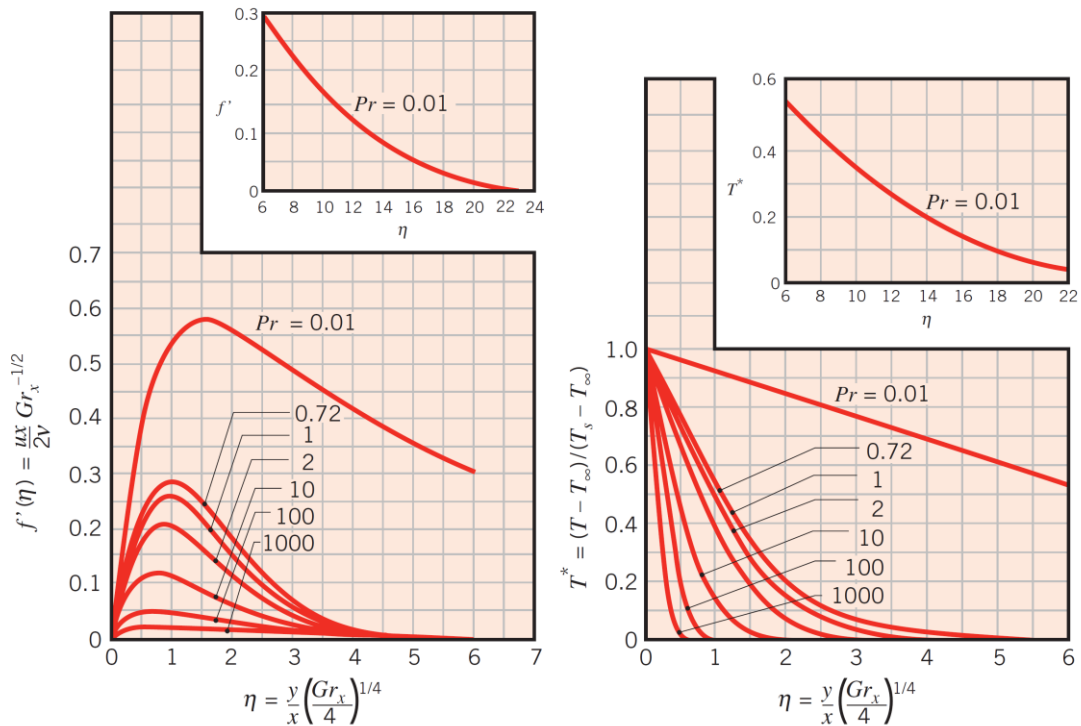 0.3
0.2
f'
0.1
0
Pr = 0.01
6 8 10 12 14 16 18 20 22 24
η
0.7
0.6
0.5
0.4
0.3
0.2
0.1
0
f'(η) = ux/2ν Gr_x^{-1/2}
Pr = 0.01
0.72
1
2
10
100
1000
0 1 2 3 4 5 6 7
η = y/x (Gr_x/4)^{1/4}
0.6
0.4
T*
0.2
0
Pr = 0.01
6 8 10 12 14 16 18 20 22
η
1.0
0.8
0.6
0.4
0.2
0
T* = (T − T∞)/(T_s − T∞)
Pr = 0.01
0.72
1
2
10
100
1000
0 1 2 3 4 5 6
η = y/x (Gr_x/4)^{1/4}